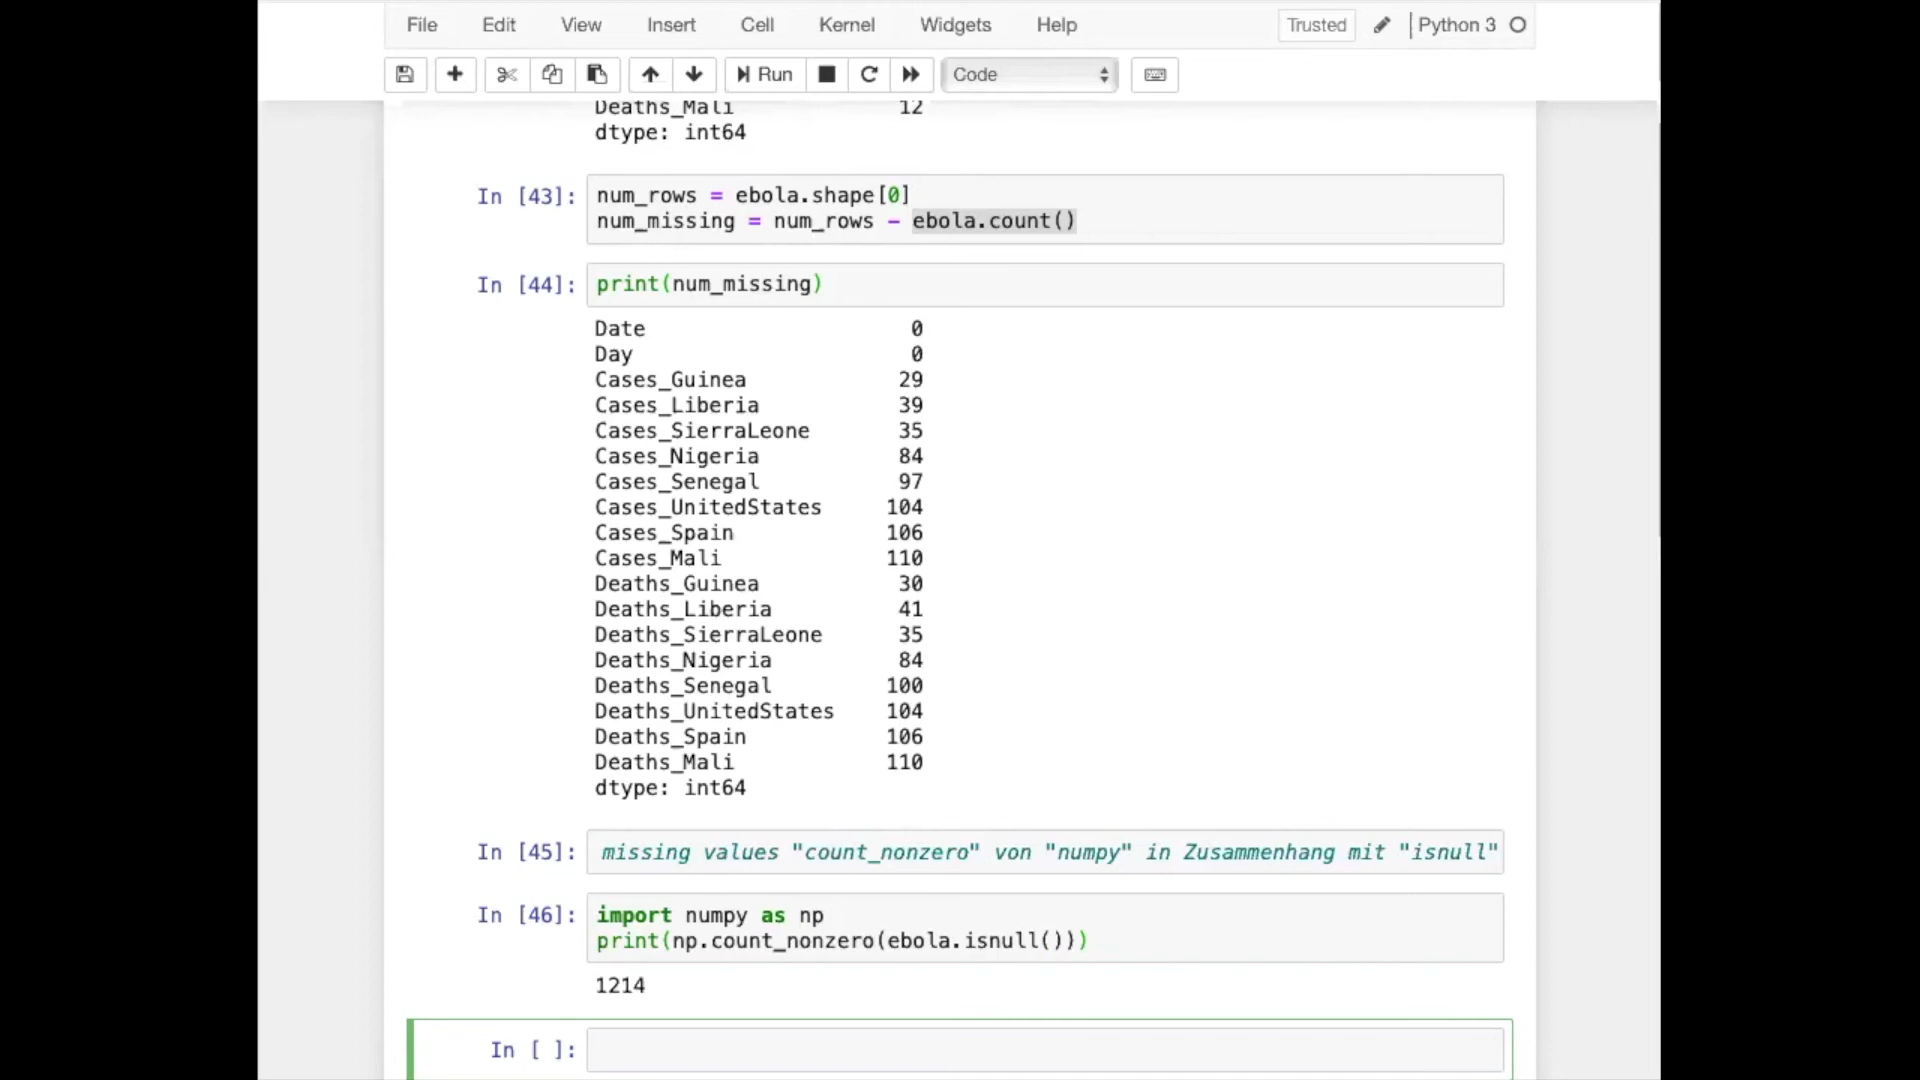 File Edit View Insert Cell Kernel Widgets Help Trusted Python 3
Run Code
Deaths_Mali 12
dtype: int64
In [43]: num_rows = ebola.shape[0]
num_missing = num_rows - ebola.count()
In [44]: print(num_missing)
Date 0
Day 0
Cases_Guinea 29
Cases_Liberia 39
Cases_SierraLeone 35
Cases_Nigeria 84
Cases_Senegal 97
Cases_UnitedStates 104
Cases_Spain 106
Cases_Mali 110
Deaths_Guinea 30
Deaths_Liberia 41
Deaths_SierraLeone 35
Deaths_Nigeria 84
Deaths_Senegal 100
Deaths_UnitedStates 104
Deaths_Spain 106
Deaths_Mali 110
dtype: int64
In [45]: missing values "count_nonzero" von "numpy" in Zusammenhang mit "isnull"
In [46]: import numpy as np
print(np.count_nonzero(ebola.isnull()))
1214
In [ ]: